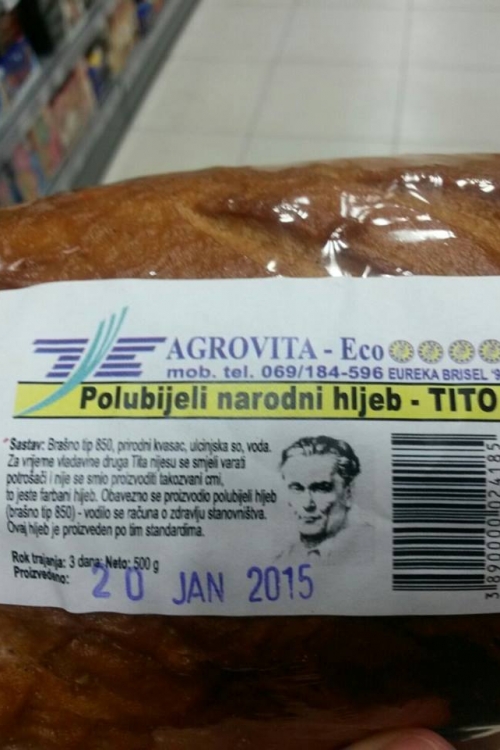 AGROVITA - Eco
mob. tel. 069/184-596 EUREKA BRISEL '9
Polubijeli narodni hljeb - TITO
Sastav: Brašno tip 850, prirodni kvasac, ulcinjska so, voda.
Za vrijeme vladavine druga Tita nijesu se smjeli varati
potrošači i nije se smio proizvoditi takozvani crni,
to jeste farbani hljeb. Obavezno se proizvodio polubijeli hljeb
(brašno tip 850) - vodilo se računa o zdravlju stanovništva.
Ovaj hljeb je proizveden po tim standardima.
Rok trajanja: 3 dana; Neto: 500 g
Proizvedeno:
20 JAN 2015